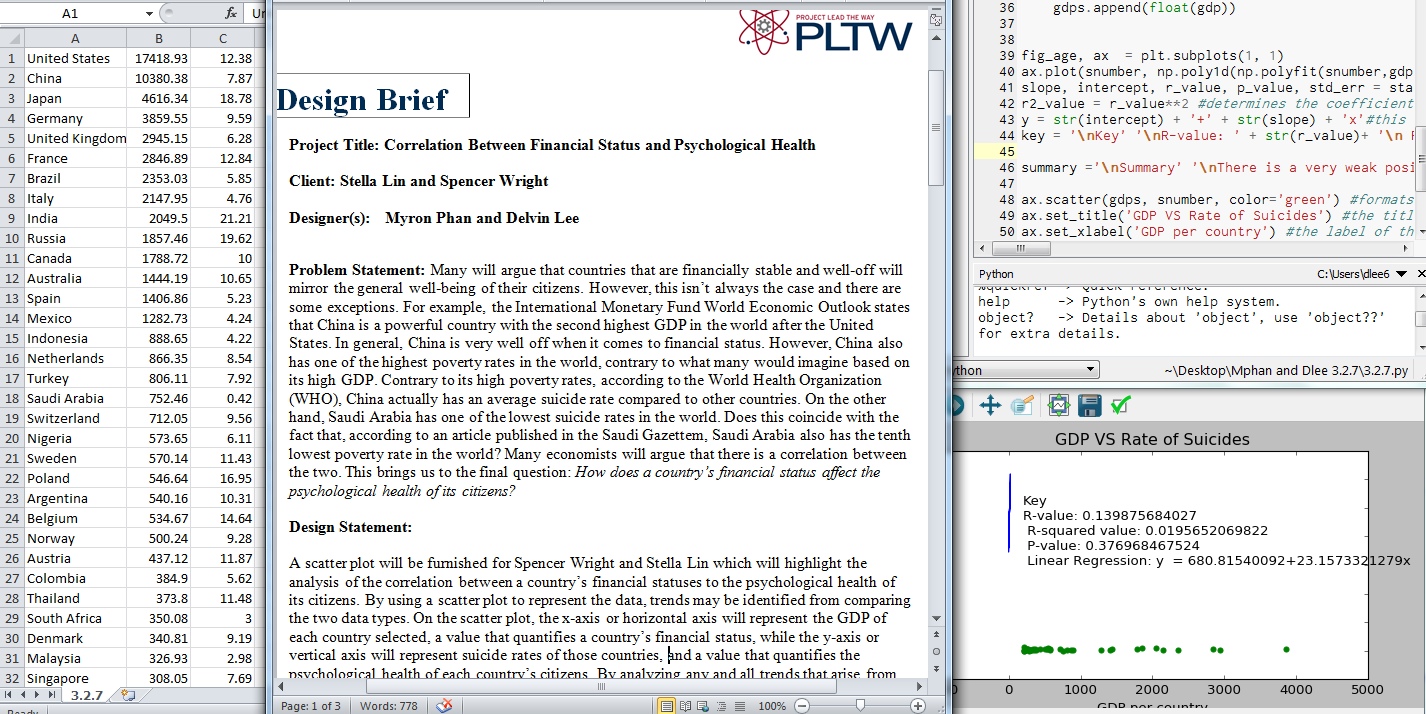 A1
fx
A B C
1 United States 17418.93 12.38
2 China 10380.38 7.87
3 Japan 4616.34 18.78
4 Germany 3859.55 9.59
5 United Kingdom 2945.15 6.28
6 France 2846.89 12.84
7 Brazil 2353.03 5.85
8 Italy 2147.95 4.76
9 India 2049.5 21.21
10 Russia 1857.46 19.62
11 Canada 1788.72 10
12 Australia 1444.19 10.65
13 Spain 1406.86 5.23
14 Mexico 1282.73 4.24
15 Indonesia 888.65 4.22
16 Netherlands 866.35 8.54
17 Turkey 806.11 7.92
18 Saudi Arabia 752.46 0.42
19 Switzerland 712.05 9.56
20 Nigeria 573.65 6.11
21 Sweden 570.14 11.43
22 Poland 546.64 16.95
23 Argentina 540.16 10.31
24 Belgium 534.67 14.64
25 Norway 500.24 9.28
26 Austria 437.12 11.87
27 Colombia 384.9 5.62
28 Thailand 373.8 11.48
29 South Africa 350.08 3
30 Denmark 340.81 9.19
31 Malaysia 326.93 2.98
32 Singapore 308.05 7.69
3.2.7
PROJECT LEAD THE WAY
PLTW
Design Brief
Project Title: Correlation Between Financial Status and Psychological Health
Client: Stella Lin and Spencer Wright
Designer(s): Myron Phan and Delvin Lee
Problem Statement: Many will argue that countries that are financially stable and well-off will
mirror the general well-being of their citizens. However, this isn't always the case and there are
some exceptions. For example, the International Monetary Fund World Economic Outlook states
that China is a powerful country with the second highest GDP in the world after the United
States. In general, China is very well off when it comes to financial status. However, China also
has one of the highest poverty rates in the world, contrary to what many would imagine based on
its high GDP. Contrary to its high poverty rates, according to the World Health Organization
(WHO), China actually has an average suicide rate compared to other countries. On the other
hand, Saudi Arabia has one of the lowest suicide rates in the world. Does this coincide with the
fact that, according to an article published in the Saudi Gazettem, Saudi Arabia also has the tenth
lowest poverty rate in the world? Many economists will argue that there is a correlation between
the two. This brings us to the final question: How does a country's financial status affect the
psychological health of its citizens?
Design Statement:
A scatter plot will be furnished for Spencer Wright and Stella Lin which will highlight the
analysis of the correlation between a country's financial statuses to the psychological health of
its citizens. By using a scatter plot to represent the data, trends may be identified from comparing
the two data types. On the scatter plot, the x-axis or horizontal axis will represent the GDP of
each country selected, a value that quantifies a country's financial status, while the y-axis or
vertical axis will represent suicide rates of those countries, and a value that quantifies the
psychological health of each country's citizens. By analyzing any and all trends that arise from
Page: 1 of 3 Words: 778 100%
36 gdps.append(float(gdp))
37
38
39 fig_age, ax = plt.subplots(1, 1)
40 ax.plot(snumber, np.poly1d(np.polyfit(snumber,gdp
41 slope, intercept, r_value, p_value, std_err = sta
42 r2_value = r_value**2 #determines the coefficient
43 y = str(intercept) + '+' + str(slope) + 'x'#this
44 key = '\nKey' '\nR-value: ' + str(r_value)+ '\n
45
46 summary ='\nSummary' '\nThere is a very weak posi
47
48 ax.scatter(gdps, snumber, color='green') #formats
49 ax.set_title('GDP VS Rate of Suicides') #the titl
50 ax.set_xlabel('GDP per country') #the label of th
Python C:\Users\dlee6
help -> Python's own help system.
object? -> Details about 'object', use 'object??'
for extra details.
ython ~\Desktop\Mphan and Dlee 3.2.7\3.2.7.py
GDP VS Rate of Suicides
Key
R-value: 0.139875684027
R-squared value: 0.0195652069822
P-value: 0.376968467524
Linear Regression: y = 680.81540092+23.1573321279x
0 0 1000 2000 3000 4000 5000
GDP per country